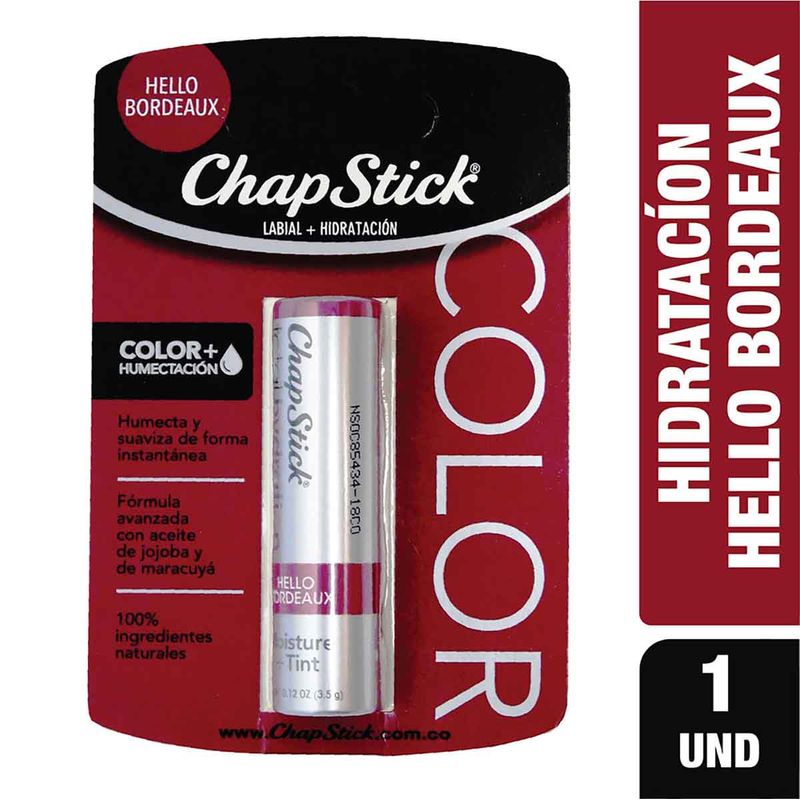 HELLO
BORDEAUX
ChapStick®
LABIAL + HIDRATACIÓN
COLOR
COLOR+
HUMECTACIÓN
Humecta y
suaviza de forma
instantánea
Fórmula
avanzada
con aceite
de jojoba y
de maracuyá
100%
ingredientes
naturales
ChapStick
NSOC85434-18CO
HELLO
BORDEAUX
Moisture
+Tint
0.12 OZ (3,5 g)
www.ChapStick.com.co
HIDRATACÍON
HELLO BORDEAUX
1
UND